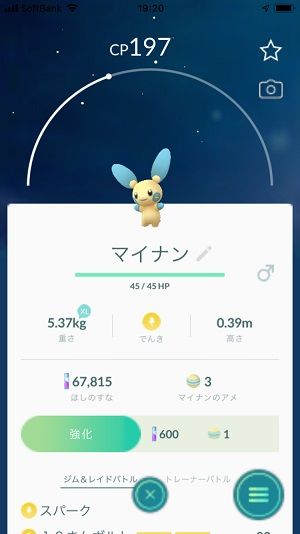 SoftBank 19:20
CP197
マイナン
45 / 45 HP
XL
5.37kg
重さ
でんき
0.39m
高さ
67,815
ほしのすな
3
マイナンのアメ
強化
600
1
ジム&レイドバトル
トレーナーバトル
スパーク